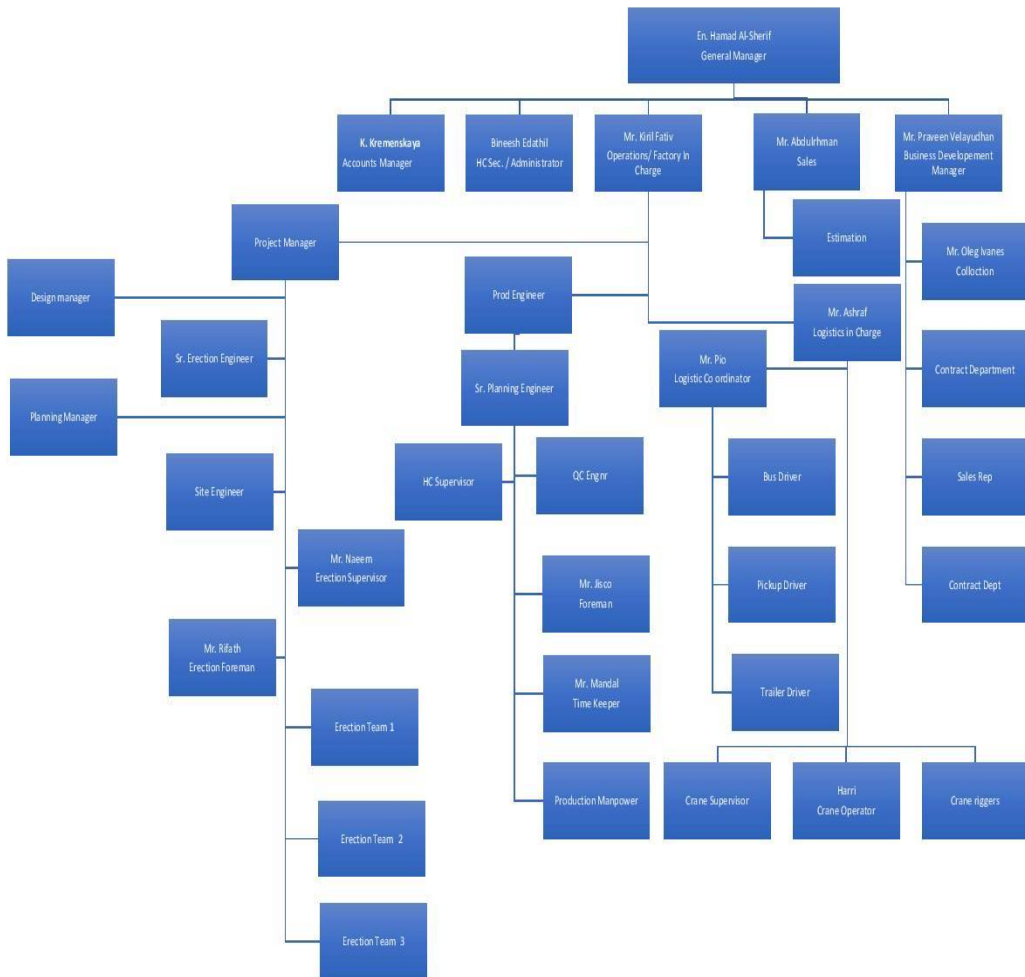 En. Hamad Al-Sherif
General Manager
K. Kremenskaya
Accounts Manager
Bineesh Edathil
HC Sec. / Administrator
Mr. Kiril Fativ
Operations/ Factory In
Charge
Mr. Abdulrhman
Sales
Mr. Praveen Velayudhan
Business Developement
Manager
Project Manager
Estimation
Mr. Oleg Ivanes
Colloction
Design manager
Prod Engineer
Mr. Ashraf
Logistics in Charge
Sr. Erection Engineer
Sr. Planning Engineer
Mr. Pio
Logistic Co ordinator
Contract Department
Planning Manager
HC Supervisor
QC Engnr
Bus Driver
Sales Rep
Site Engineer
Mr. Naeem
Erection Supervisor
Mr. Jisco
Foreman
Pickup Driver
Contract Dept
Mr. Rifath
Erection Foreman
Mr. Mandal
Time Keeper
Trailer Driver
Erection Team 1
Production Manpower
Crane Supervisor
Harri
Crane Operator
Crane riggers
Erection Team 2
Erection Team 3